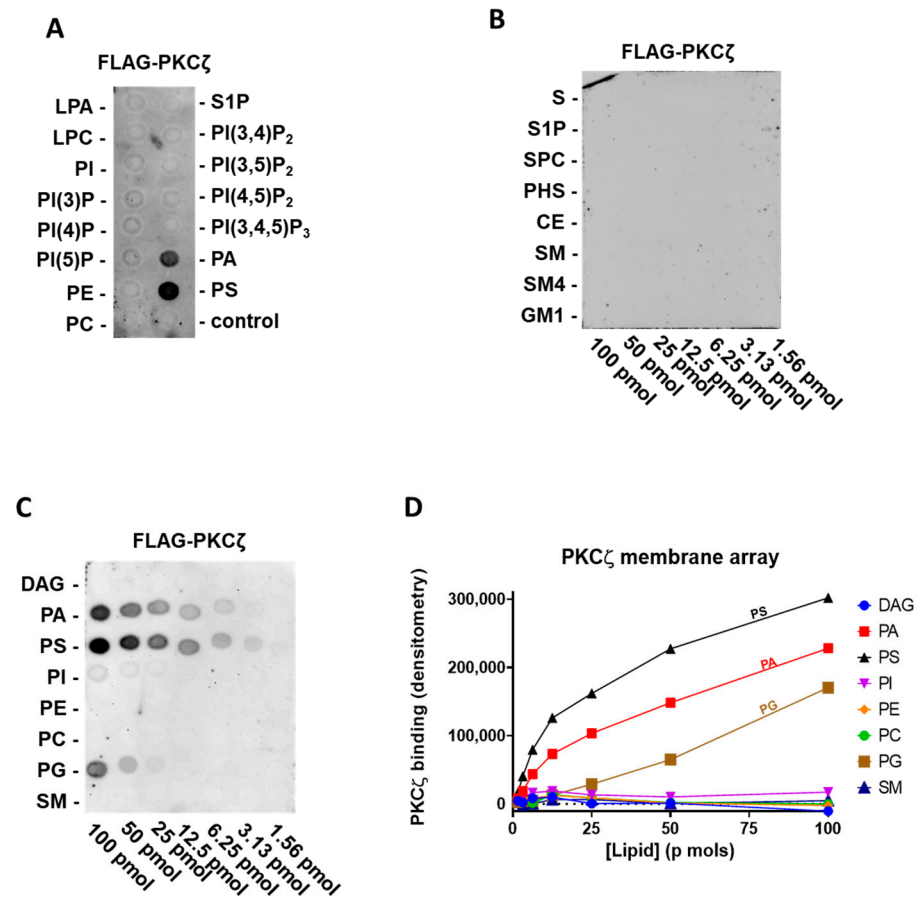 A
FLAG-PKCζ
LPA - - S1P
LPC - - PI(3,4)P2
PI - - PI(3,5)P2
PI(3)P - - PI(4,5)P2
PI(4)P - - PI(3,4,5)P3
PI(5)P - - PA
PE - - PS
PC - - control
B
FLAG-PKCζ
S -
S1P -
SPC -
PHS -
CE -
SM -
SM4 -
GM1 -
100 pmol
50 pmol
25 pmol
12.5 pmol
6.25 pmol
3.13 pmol
1.56 pmol
C
FLAG-PKCζ
DAG -
PA -
PS -
PI -
PE -
PC -
PG -
SM -
100 pmol
50 pmol
25 pmol
12.5 pmol
6.25 pmol
3.13 pmol
1.56 pmol
D
PKCζ membrane array
PKCζ binding (densitometry)
300,000
200,000
100,000
0
PS
PA
PG
0 25 50 75 100
[Lipid] (p mols)
DAG
PA
PS
PI
PE
PC
PG
SM